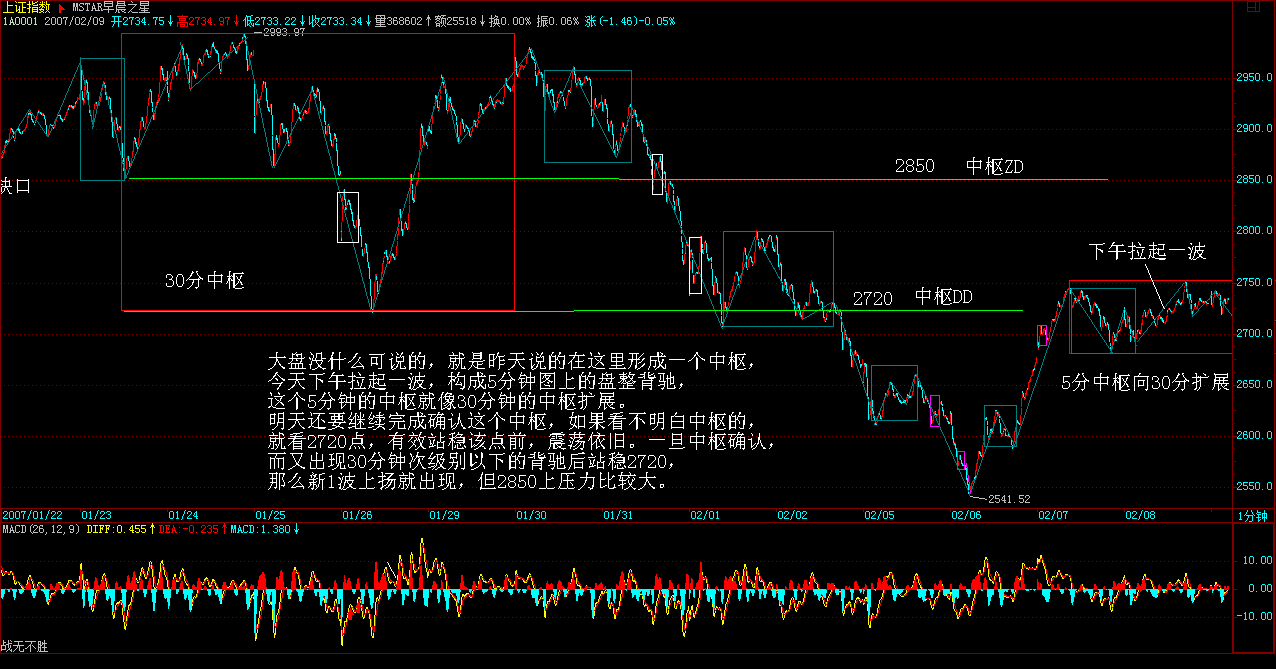 上证指数 MSTAR早晨之星
1A0001 2007/02/09 开2734.75↓高2734.97↓低2733.22↓收2733.34↓量368602↑额25518↓换0.00% 振0.06% 涨(-1.46)-0.05%
2993.97
2950.0
2900.0
2850 中枢ZD
2850.0
缺口
2800.0
下午拉起一波
30分中枢
2750.0
2720 中枢DD
2700.0
大盘没什么可说的，就是昨天说的在这里形成一个中枢，
今天下午拉起一波，构成5分钟图上的盘整背驰，
5分中枢向30分扩展
2650.0
这个5分钟的中枢就像30分钟的中枢扩展。
明天还要继续完成确认这个中枢，如果看不明白中枢的，
就看2720点，有效站稳该点前，震荡依旧。一旦中枢确认，
2600.0
而又出现30分钟次级别以下的背驰后站稳2720，
那么新1波上扬就出现，但2850上压力比较大。
2550.0
2541.52
2007/01/22 01/23 01/24 01/25 01/26 01/29 01/30 01/31 02/01 02/02 02/05 02/06 02/07 02/08 1分钟
MACD(26,12,9) DIFF:0.455↑DEA:-0.235↑MACD:1.380↓
10.00
0.00
-10.00
战无不胜